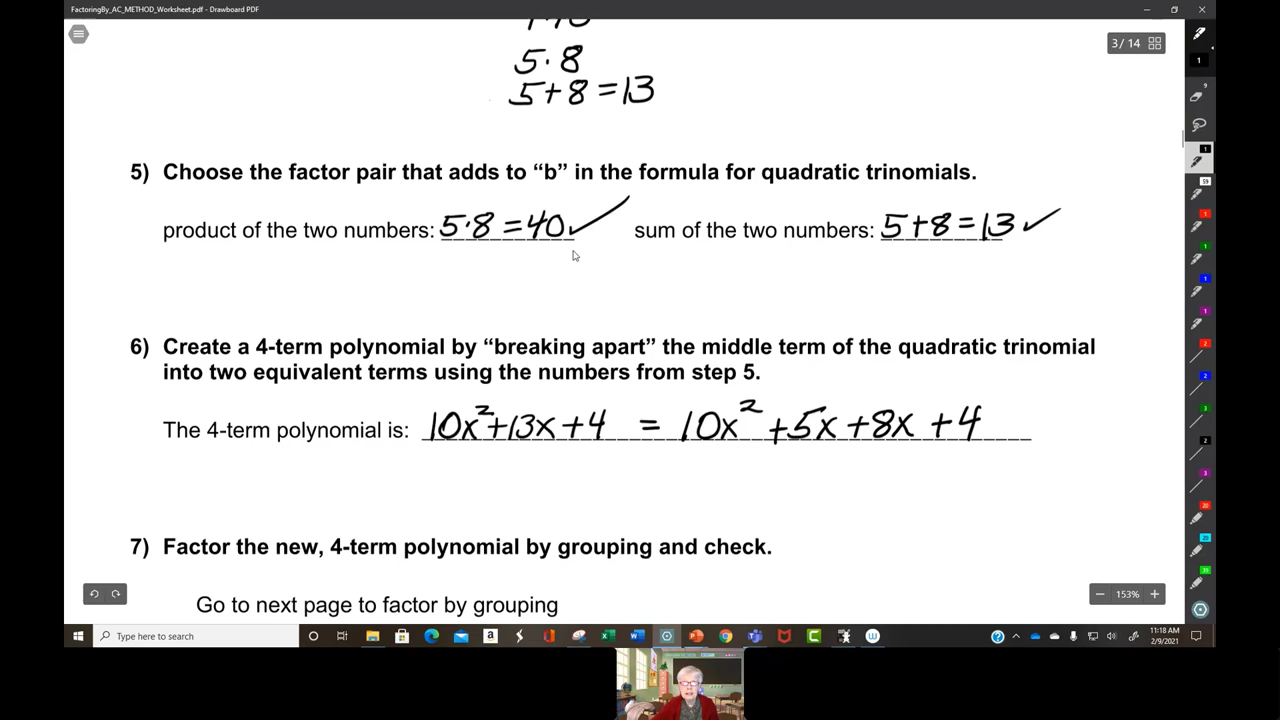 FactoringBy_AC_METHOD_Worksheet.pdf - Drawboard PDF
3 / 14
5·8
5+8=13
5) Choose the factor pair that adds to “b” in the formula for quadratic trinomials.
product of the two numbers: 5·8=40✓ sum of the two numbers: 5+8=13✓
6) Create a 4-term polynomial by “breaking apart” the middle term of the quadratic trinomial
into two equivalent terms using the numbers from step 5.
The 4-term polynomial is: 10x²+13x+4 = 10x²+5x+8x+4
7) Factor the new, 4-term polynomial by grouping and check.
Go to next page to factor by grouping
153%
Type here to search
11:18 AM
2/9/2021